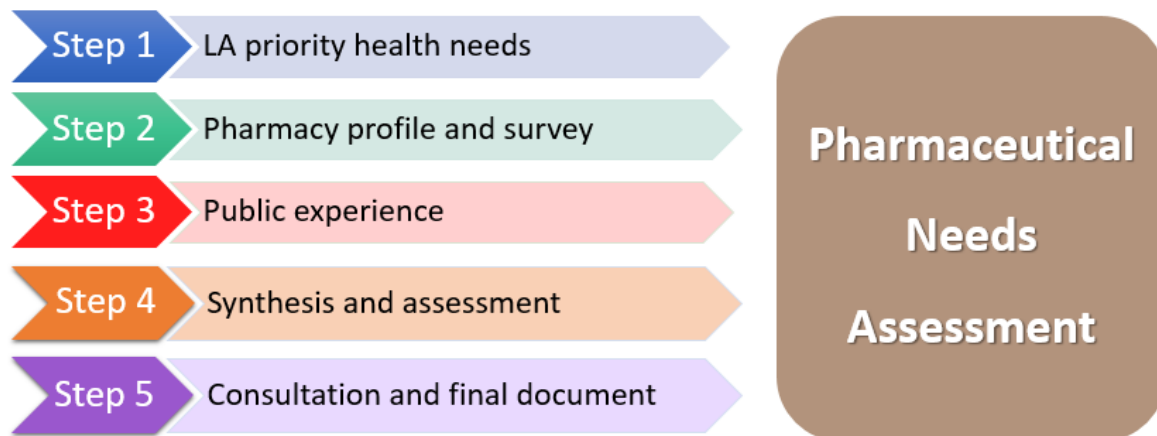 Step 1 LA priority health needs
Step 2 Pharmacy profile and survey
Step 3 Public experience
Step 4 Synthesis and assessment
Step 5 Consultation and final document
Pharmaceutical
Needs
Assessment